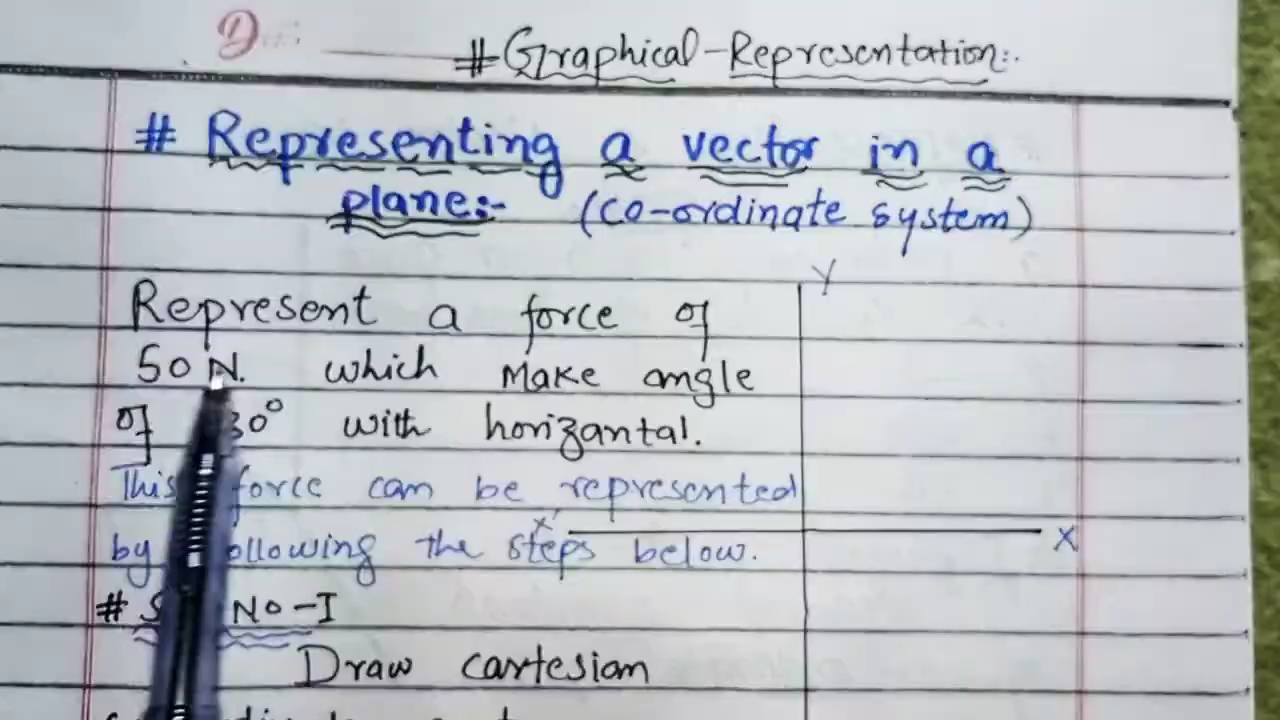 # Graphical-Representation:.
# Representing a vector in a
plane:- (co-ordinate system)
Y
Represent a force of
50 N. which make angle
of 30° with horizantal.
This force can be represented
by following the steps below.
X' X
# No-I
Draw cartesian